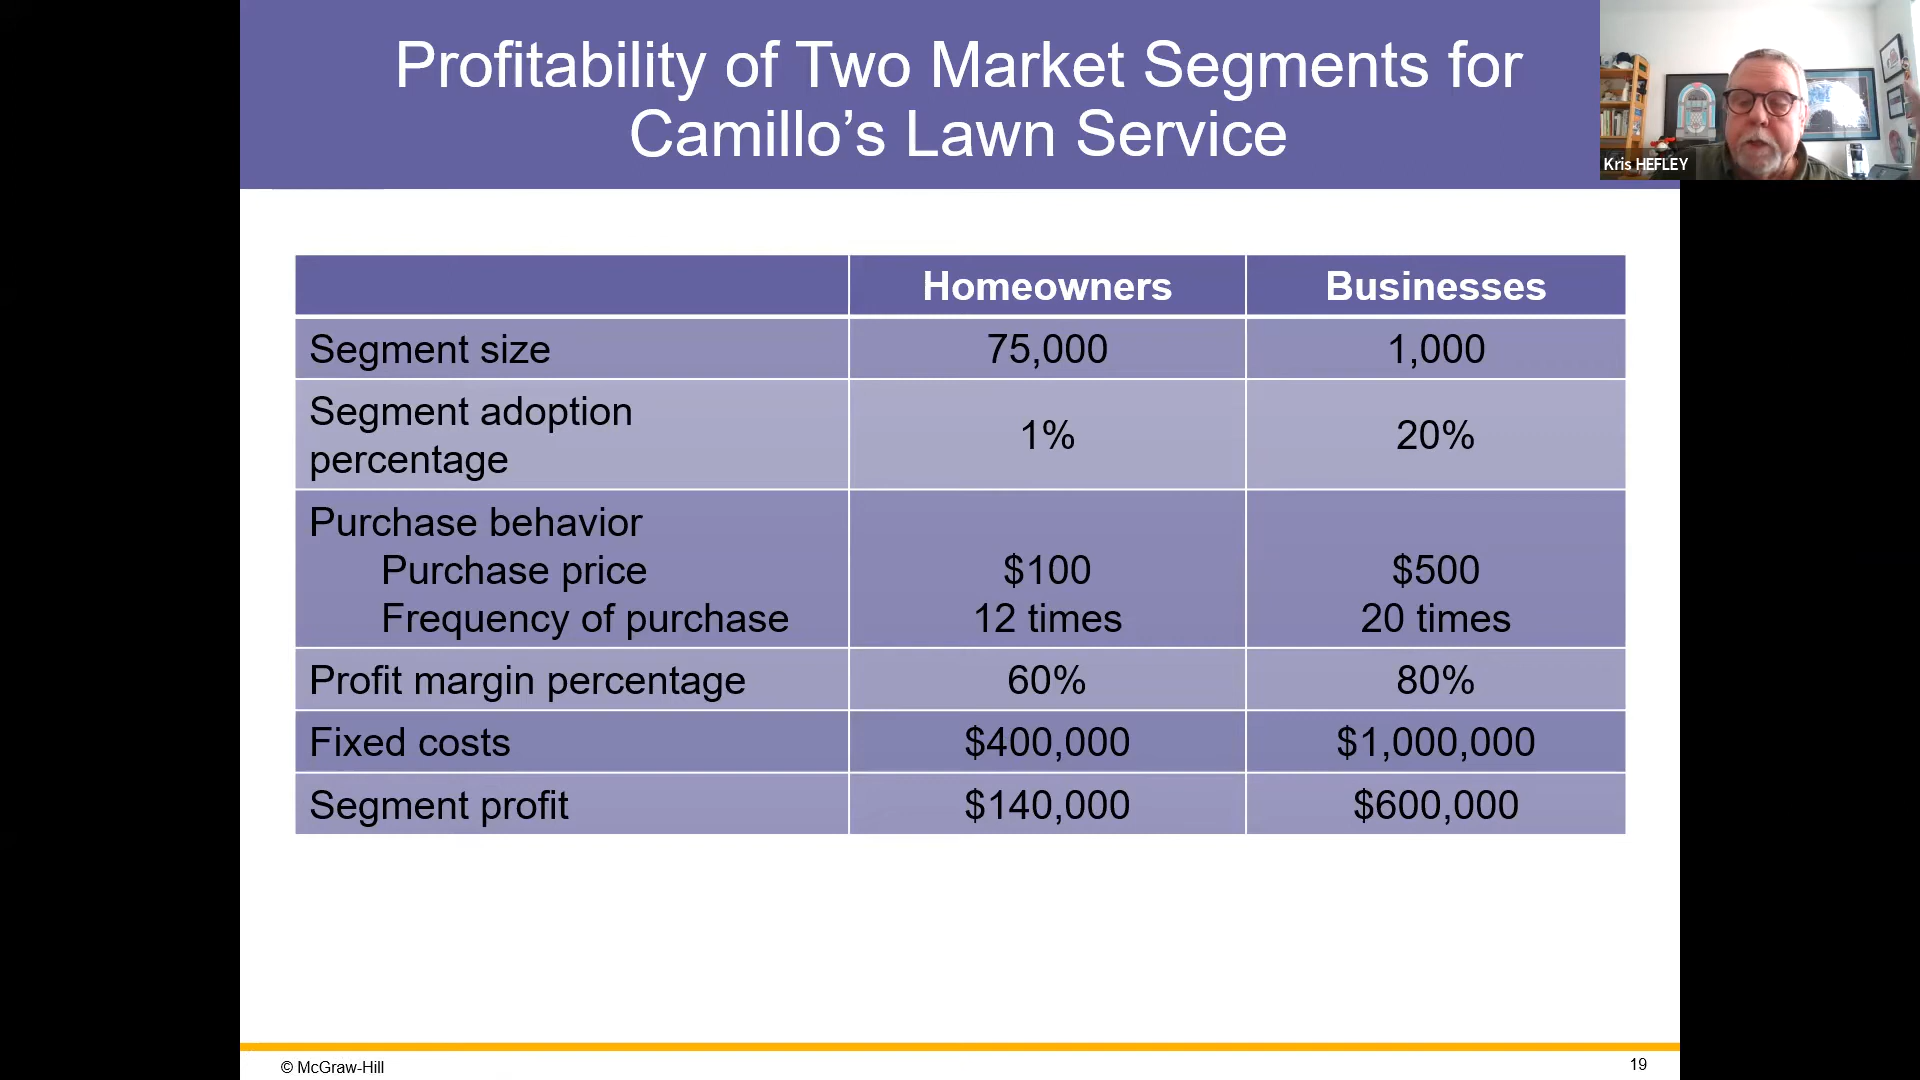 Profitability of Two Market Segments for
Camillo’s Lawn Service
Kris HEFLEY
Homeowners Businesses
Segment size 75,000 1,000
Segment adoption
percentage 1% 20%
Purchase behavior
Purchase price $100 $500
Frequency of purchase 12 times 20 times
Profit margin percentage 60% 80%
Fixed costs $400,000 $1,000,000
Segment profit $140,000 $600,000
© McGraw-Hill
19